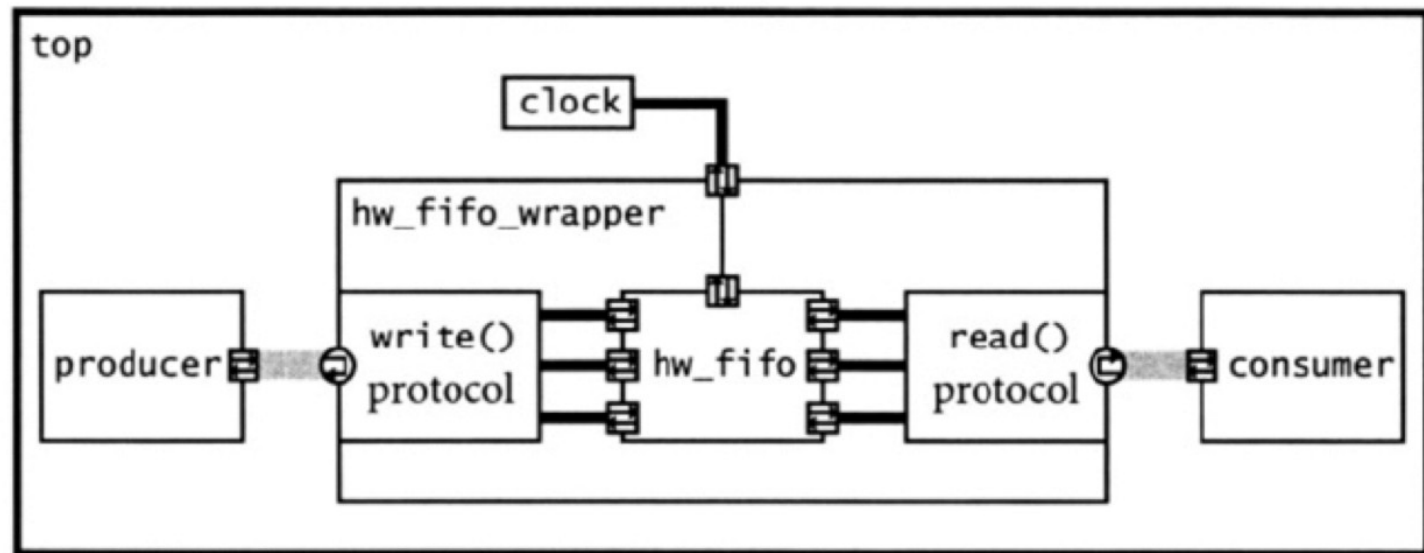 top
clock
hw_fifo_wrapper
producer
write()
protocol
hw_fifo
read()
protocol
consumer